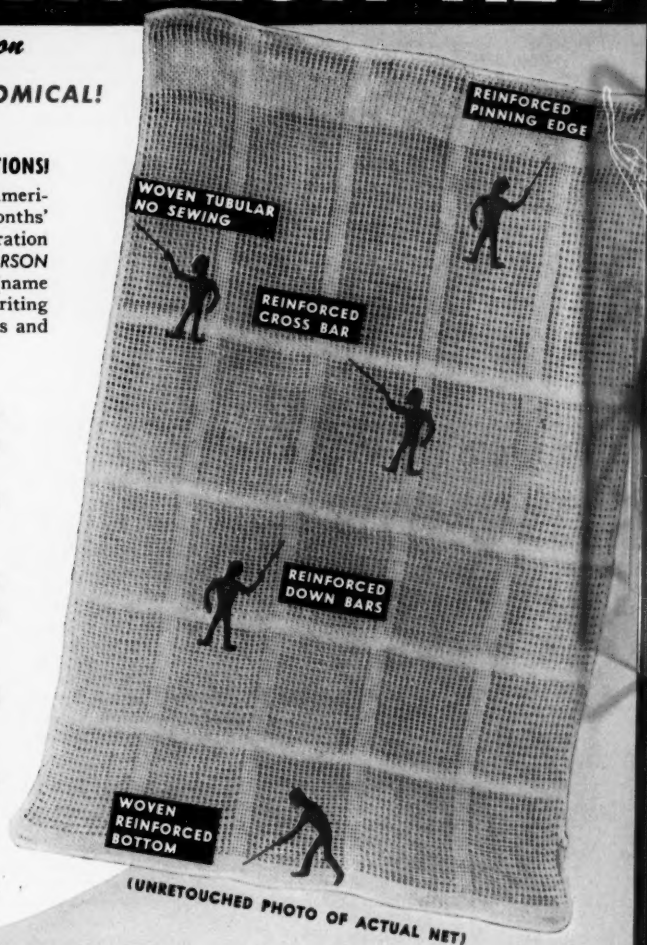 on
OMICAL!
TIONS!
meri-
onths'
ration
RSON
name
riting
s and
REINFORCED
PINNING EDGE
WOVEN TUBULAR
NO SEWING
REINFORCED
CROSS BAR
REINFORCED
DOWN BARS
WOVEN
REINFORCED
BOTTOM
(UNRETOUCHED PHOTO OF ACTUAL NET)